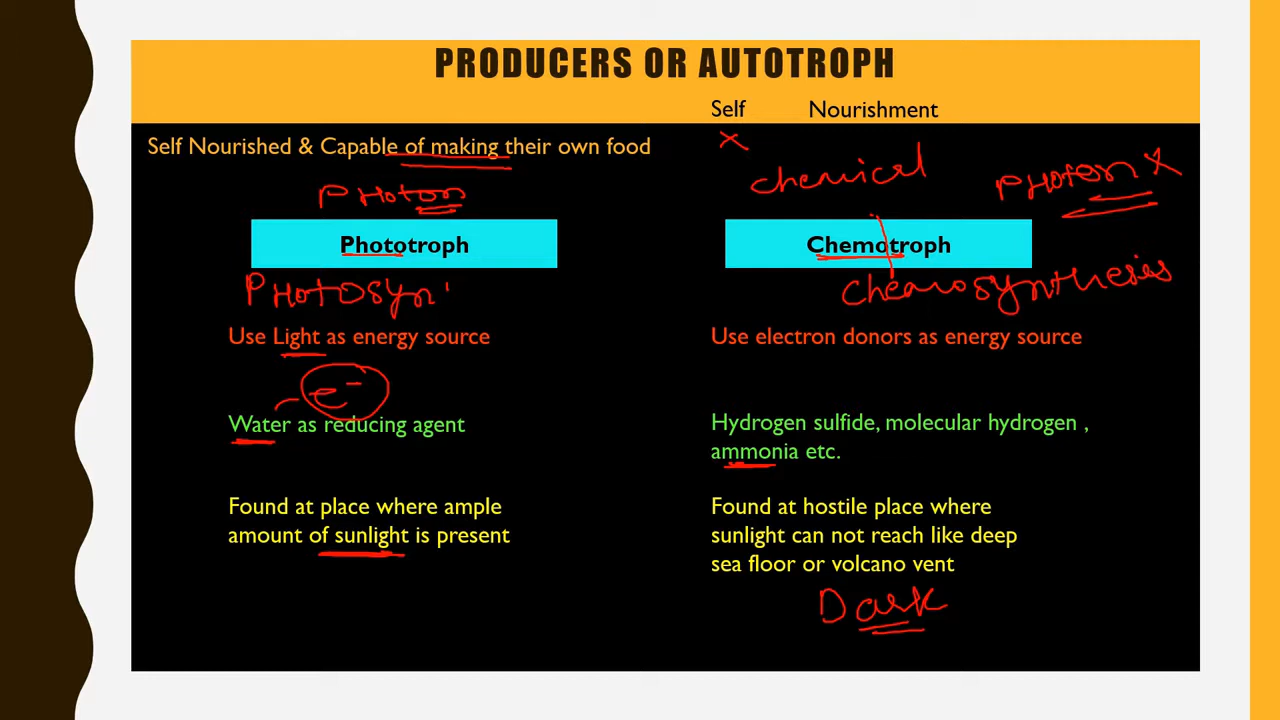 PRODUCERS OR AUTOTROPH
Self Nourishment
Self Nourished & Capable of making their own food
x
chemical
PHoton
PHoton x
Phototroph
Chemotroph
PHotosyn
chemosynthesies
Use Light as energy source
Use electron donors as energy source
e-
Water as reducing agent
Hydrogen sulfide, molecular hydrogen ,
ammonia etc.
Found at place where ample
amount of sunlight is present
Found at hostile place where
sunlight can not reach like deep
sea floor or volcano vent
Dark